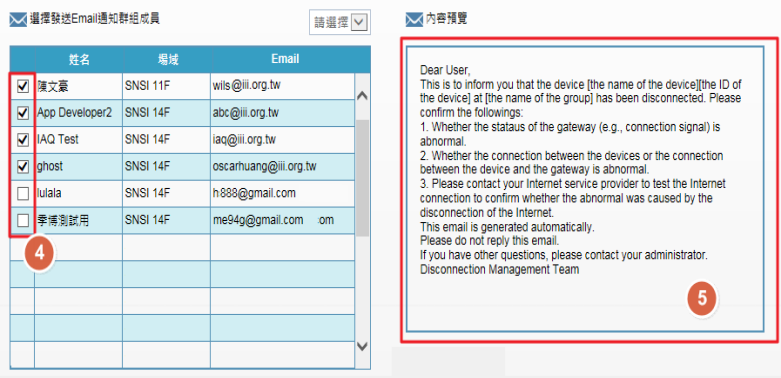 選擇發送Email通知群組成員
請選擇
姓名 場域 Email
陳文豪 SNSI 11F wils@iii.org.tw
App Developer2 SNSI 14F abc@iii.org.tw
IAQ Test SNSI 14F iaq@iii.org.tw
ghost SNSI 14F oscarhuang@iii.org.tw
lulala SNSI 14F h888@gmail.com
季博測試用 SNSI 14F me94g@gmail.com om
4
內容預覽
Dear User,
This is to inform you that the device [the name of the device][the ID of
the device] at [the name of the group] has been disconnected. Please
confirm the followings:
1. Whether the stataus of the gateway (e.g., connection signal) is
abnormal.
2. Whether the connection between the devices or the connection
between the device and the gateway is abnormal.
3. Please contact your Internet service provider to test the Internet
connection to confirm whether the abnormal was caused by the
disconnection of the Internet.
This email is generated automatically.
Please do not reply this email.
If you have other questions, please contact your administrator.
Disconnection Management Team
5